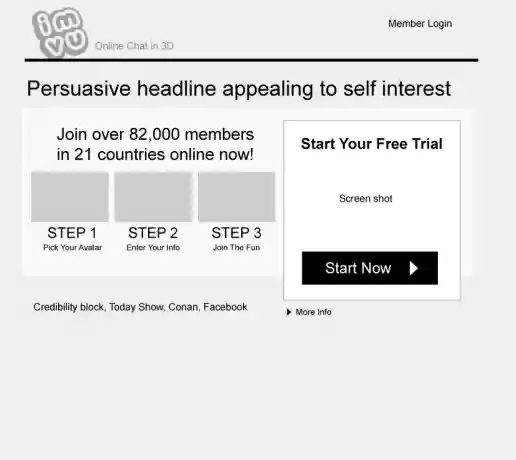 imvu
Online Chat in 3D
Member Login
Persuasive headline appealing to self interest
Join over 82,000 members
in 21 countries online now!
STEP 1
Pick Your Avatar
STEP 2
Enter Your Info
STEP 3
Join The Fun
Start Your Free Trial
Screen shot
Start Now
More Info
Credibility block, Today Show, Conan, Facebook